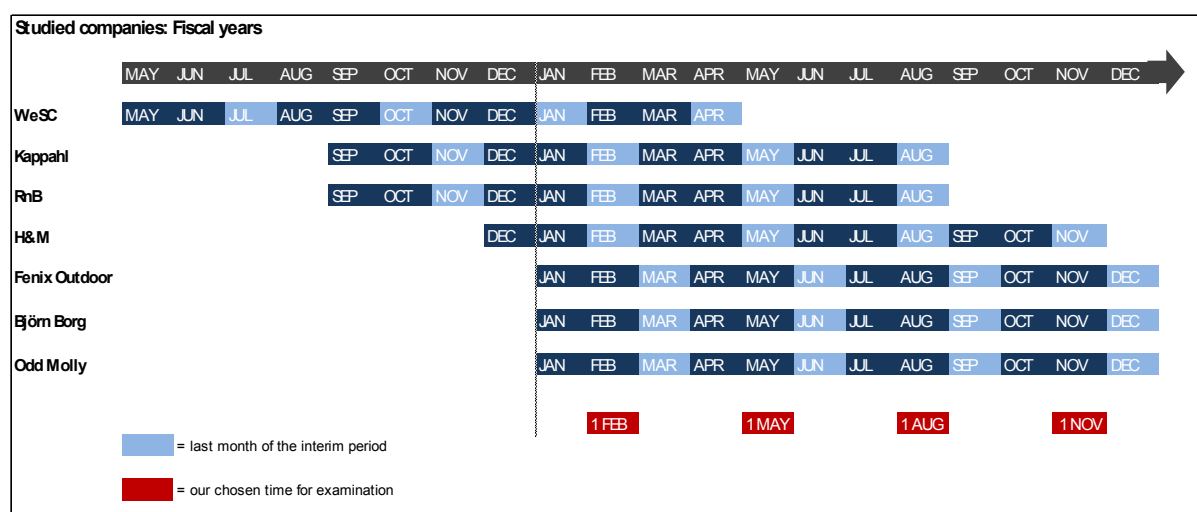 Studied companies: Fiscal years
MAY JUN JUL AUG SEP OCT NOV DEC JAN FEB MAR APR MAY JUN JUL AUG SEP OCT NOV DEC
WeSC MAY JUN JUL AUG SEP OCT NOV DEC JAN FEB MAR APR
Kappahl SEP OCT NOV DEC JAN FEB MAR APR MAY JUN JUL AUG
RnB SEP OCT NOV DEC JAN FEB MAR APR MAY JUN JUL AUG
H&M DEC JAN FEB MAR APR MAY JUN JUL AUG SEP OCT NOV
Fenix Outdoor JAN FEB MAR APR MAY JUN JUL AUG SEP OCT NOV DEC
Björn Borg JAN FEB MAR APR MAY JUN JUL AUG SEP OCT NOV DEC
Odd Molly JAN FEB MAR APR MAY JUN JUL AUG SEP OCT NOV DEC
1 FEB 1 MAY 1 AUG 1 NOV
= last month of the interim period
= our chosen time for examination